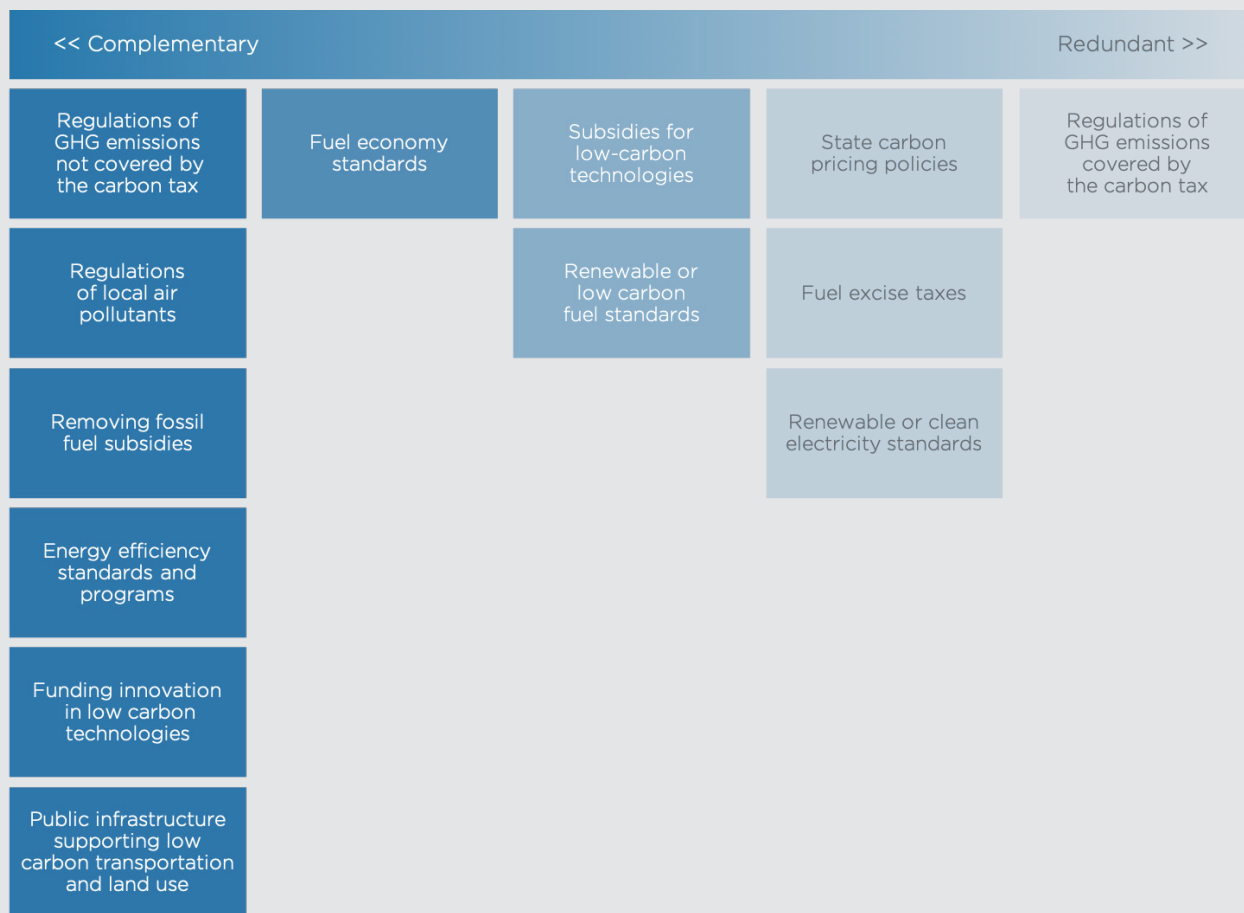 << Complementary
Redundant >>
Regulations of
GHG emissions
not covered by
the carbon tax
Fuel economy
standards
Subsidies for
low-carbon
technologies
State carbon
pricing policies
Regulations of
GHG emissions
covered by
the carbon tax
Regulations
of local air
pollutants
Renewable or
low carbon
fuel standards
Fuel excise taxes
Removing fossil
fuel subsidies
Renewable or clean
electricity standards
Energy efficiency
standards and
programs
Funding innovation
in low carbon
technologies
Public infrastructure
supporting low
carbon transportation
and land use